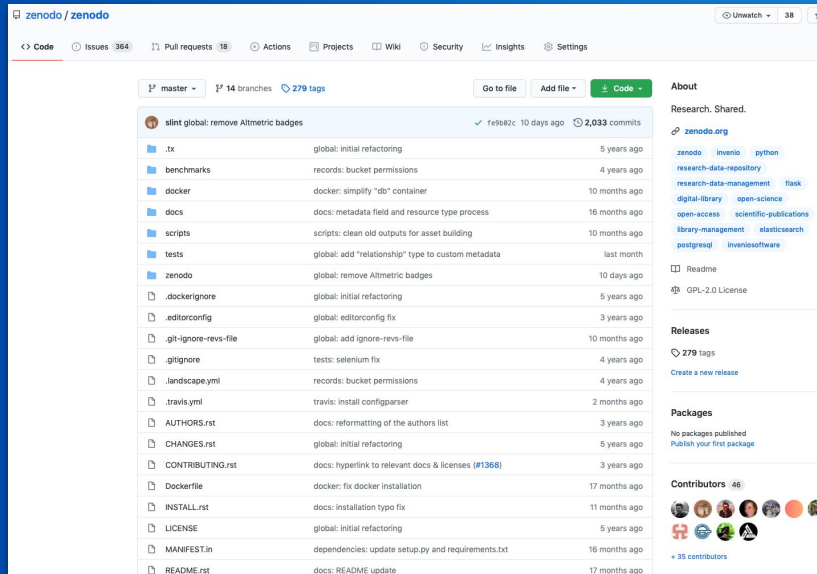 zenodo / zenodo
Unwatch 38
Code Issues 364 Pull requests 18 Actions Projects Wiki Security Insights Settings
master 14 branches 279 tags Go to file Add file Code
slint global: remove Altmetric badges fe9b02c 10 days ago 2,033 commits
.tx global: initial refactoring 5 years ago
benchmarks records: bucket permissions 4 years ago
docker docker: simplify "db" container 10 months ago
docs docs: metadata field and resource type process 16 months ago
scripts scripts: clean old outputs for asset building 10 months ago
tests global: add "relationship" type to custom metadata last month
zenodo global: remove Altmetric badges 10 days ago
.dockerignore global: initial refactoring 5 years ago
.editorconfig global: editorconfig fix 3 years ago
.git-ignore-revs-file global: add ignore-revs-file 10 months ago
.gitignore tests: selenium fix 4 years ago
.landscape.yml records: bucket permissions 4 years ago
.travis.yml travis: install configparser 2 months ago
AUTHORS.rst docs: reformatting of the authors list 3 years ago
CHANGES.rst global: initial refactoring 5 years ago
CONTRIBUTING.rst docs: hyperlink to relevant docs & licenses (#1368) 3 years ago
Dockerfile docker: fix docker installation 17 months ago
INSTALL.rst docs: installation typo fix 11 months ago
LICENSE global: initial refactoring 5 years ago
MANIFEST.in dependencies: update setup.py and requirements.txt 16 months ago
README.rst docs: README update 17 months ago
About
Research. Shared.
zenodo.org
zenodo invenio python
research-data-repository
research-data-management flask
digital-library open-science
open-access scientific-publications
library-management elasticsearch
postgresql inveniosoftware
Readme
GPL-2.0 License
Releases
279 tags
Create a new release
Packages
No packages published
Publish your first package
Contributors 46
+ 35 contributors